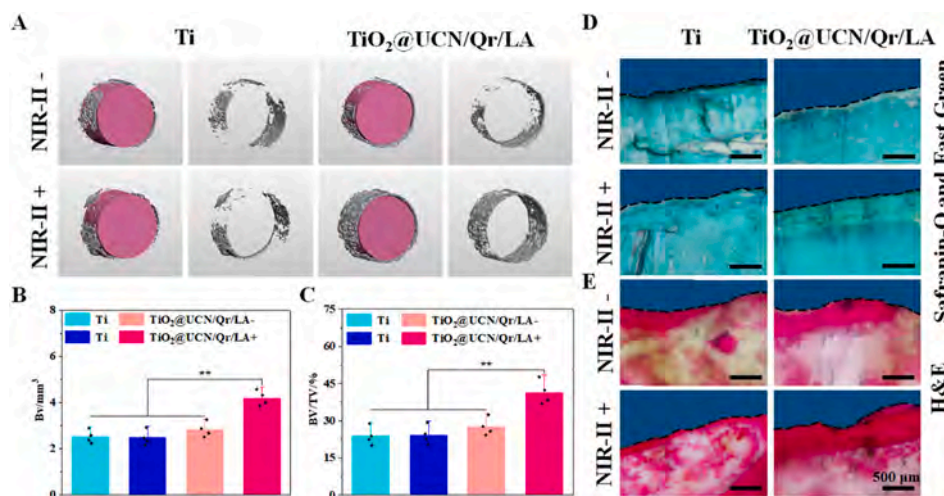 A
Ti
TiO2@UCN/Qr/LA
NIR-II -
NIR-II +
B
Bv/mm3
8
6
4
2
0
Ti
TiO2@UCN/Qr/LA-
Ti
TiO2@UCN/Qr/LA+
**
C
BV/TV/%
75
60
45
30
15
0
Ti
TiO2@UCN/Qr/LA-
Ti
TiO2@UCN/Qr/LA+
**
D
Ti
TiO2@UCN/Qr/LA
NIR-II -
NIR-II +
Safranin-O and Fast Green
E
NIR-II -
NIR-II +
H&E
500 μm